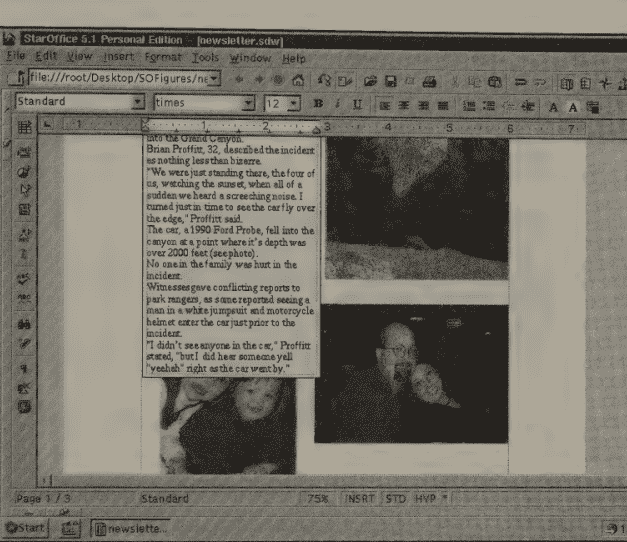 StarOffice 5.1 Personal Edition - [newsletter.sdw]
File Edit View Insert Format Tools Window Help
file:///root/Desktop/SOFigures/ne
Standard times 12 B i U A A
1 1 2 3 4 5 6 7
into the Grand Canyon.
Brian Proffitt, 32, described the incident
as nothing less than bizarre.
"We were just standing there, the four of
us, watching the sunset, when all of a
sudden we heard a screeching noise. I
turned just in time to see the car fly over
the edge," Proffitt said.
The car, a 1990 Ford Probe, fell into the
canyon at a point where it's depth was
over 2000 feet (see photo).
No one in the family was hurt in the
incident.
Witnesses gave conflicting reports to
park rangers, as some reported seeing a
man in a white jumpsuit and motorcycle
helmet enter the car just prior to the
incident.
"I didn't see anyone in the car," Proffitt
stated, "but I did hear someone yell
"yeehah" right as the car went by."
Page 1 / 3 Standard 75% INSRT STD HYP *
Start newslette...